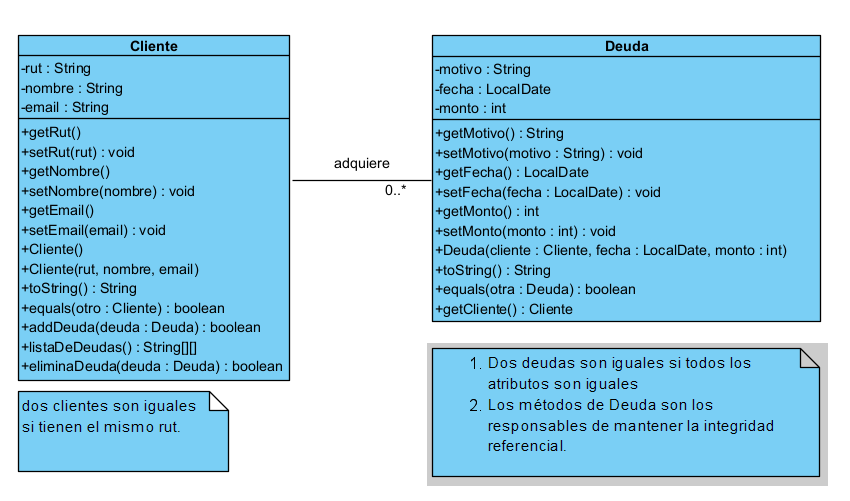 Cliente
-rut : String
-nombre : String
-email : String
+getRut()
+setRut(rut) : void
+getNombre()
+setNombre(nombre) : void
+getEmail()
+setEmail(email) : void
+Cliente()
+Cliente(rut, nombre, email)
+toString() : String
+equals(otro : Cliente) : boolean
+addDeuda(deuda : Deuda) : boolean
+listaDeDeudas() : String[][]
+eliminaDeuda(deuda : Deuda) : boolean
dos clientes son iguales
si tienen el mismo rut.
adquiere
0..*
Deuda
-motivo : String
-fecha : LocalDate
-monto : int
+getMotivo() : String
+setMotivo(motivo : String) : void
+getFecha() : LocalDate
+setFecha(fecha : LocalDate) : void
+getMonto() : int
+setMonto(monto : int) : void
+Deuda(cliente : Cliente, fecha : LocalDate, monto : int)
+toString() : String
+equals(otra : Deuda) : boolean
+getCliente() : Cliente
1. Dos deudas son iguales si todos los
atributos son iguales
2. Los métodos de Deuda son los
responsables de mantener la integridad
referencial.